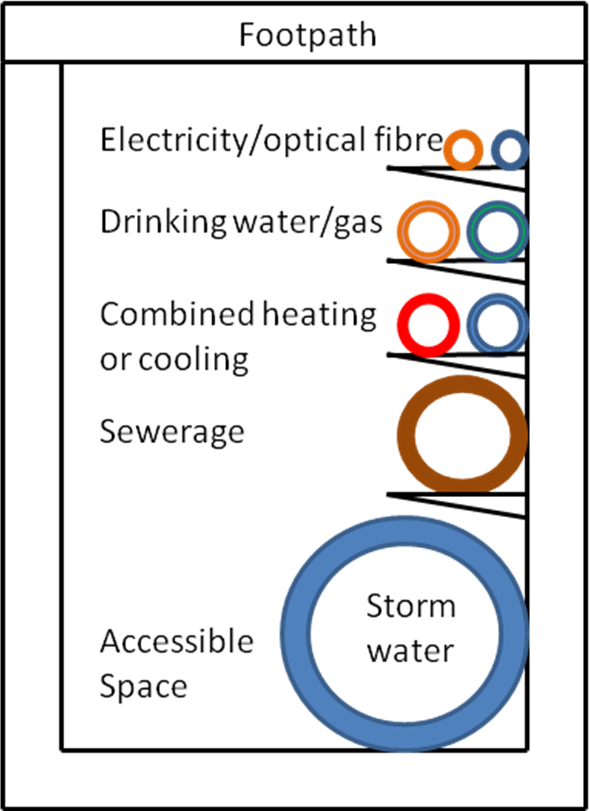 Footpath
Electricity/optical fibre
Drinking water/gas
Combined heating
or cooling
Sewerage
Storm
water
Accessible
Space